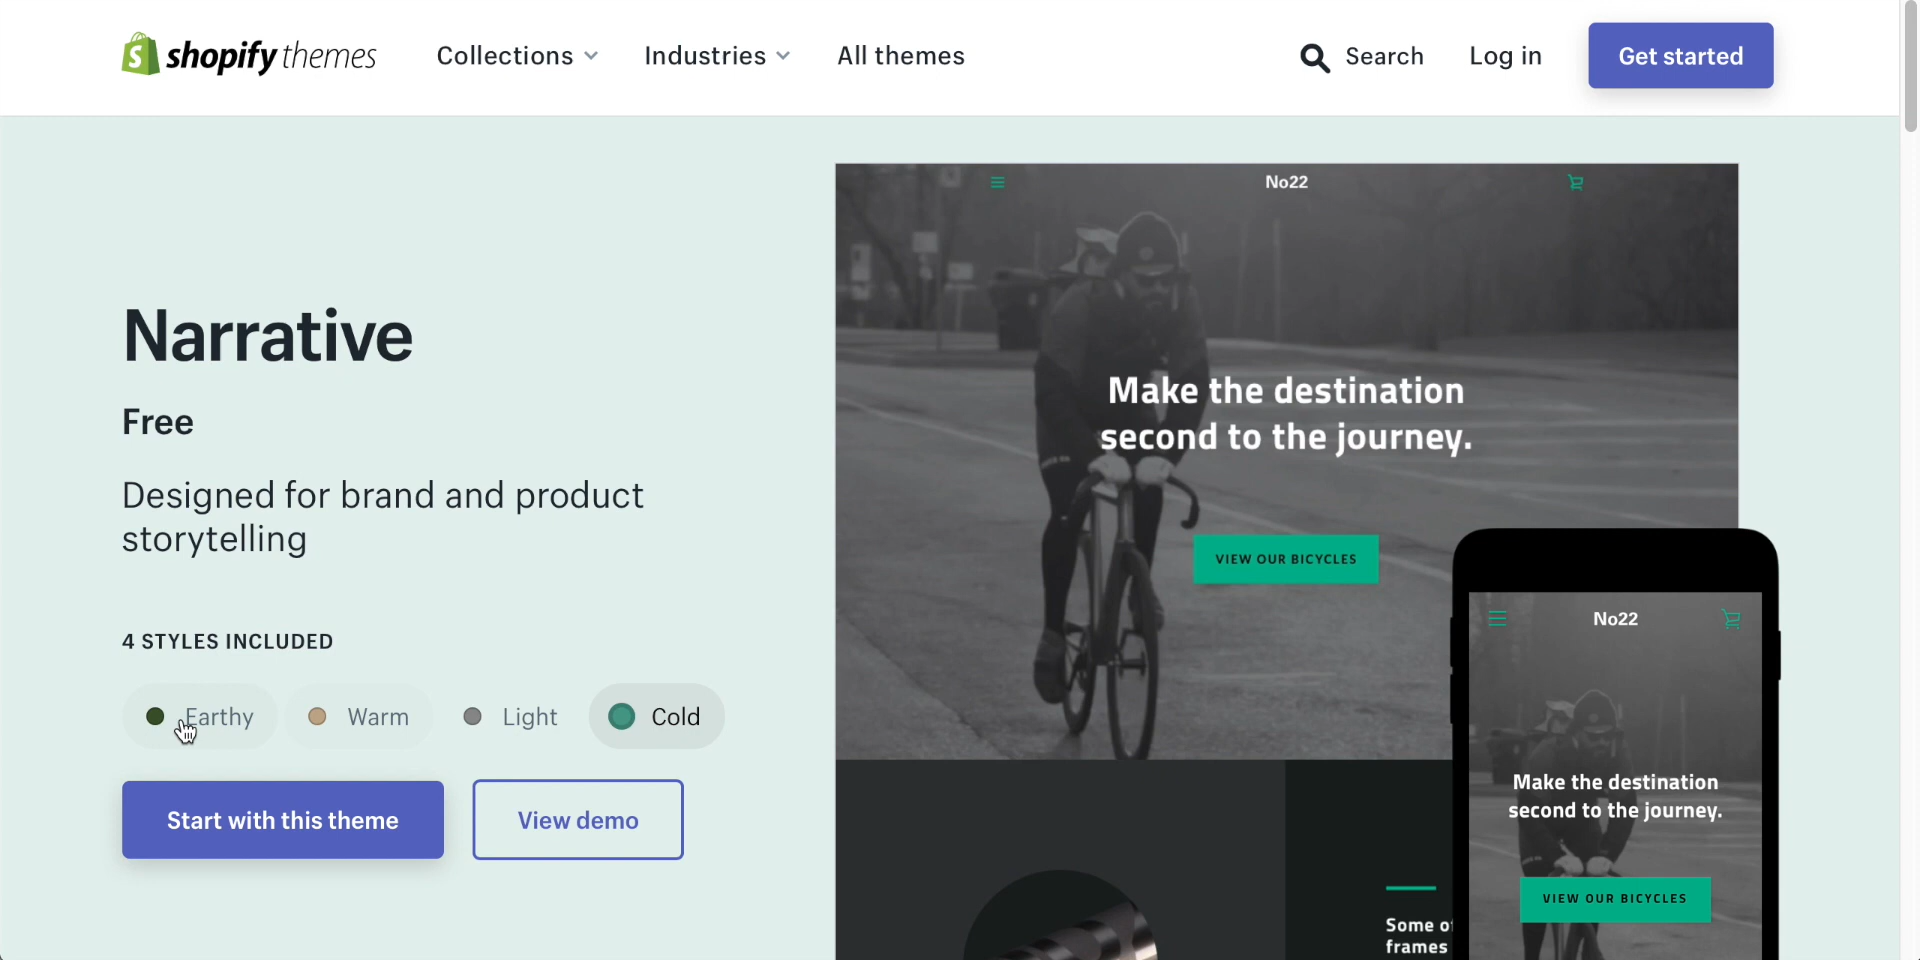 shopify themes
Collections
Industries
All themes
Search
Log in
Get started
Narrative
Free
Designed for brand and product
storytelling
4 STYLES INCLUDED
Earthy
Warm
Light
Cold
Start with this theme
View demo
No22
Make the destination
second to the journey.
VIEW OUR BICYCLES
Some
frames
No22
Make the destination
second to the journey.
VIEW OUR BICYCLES